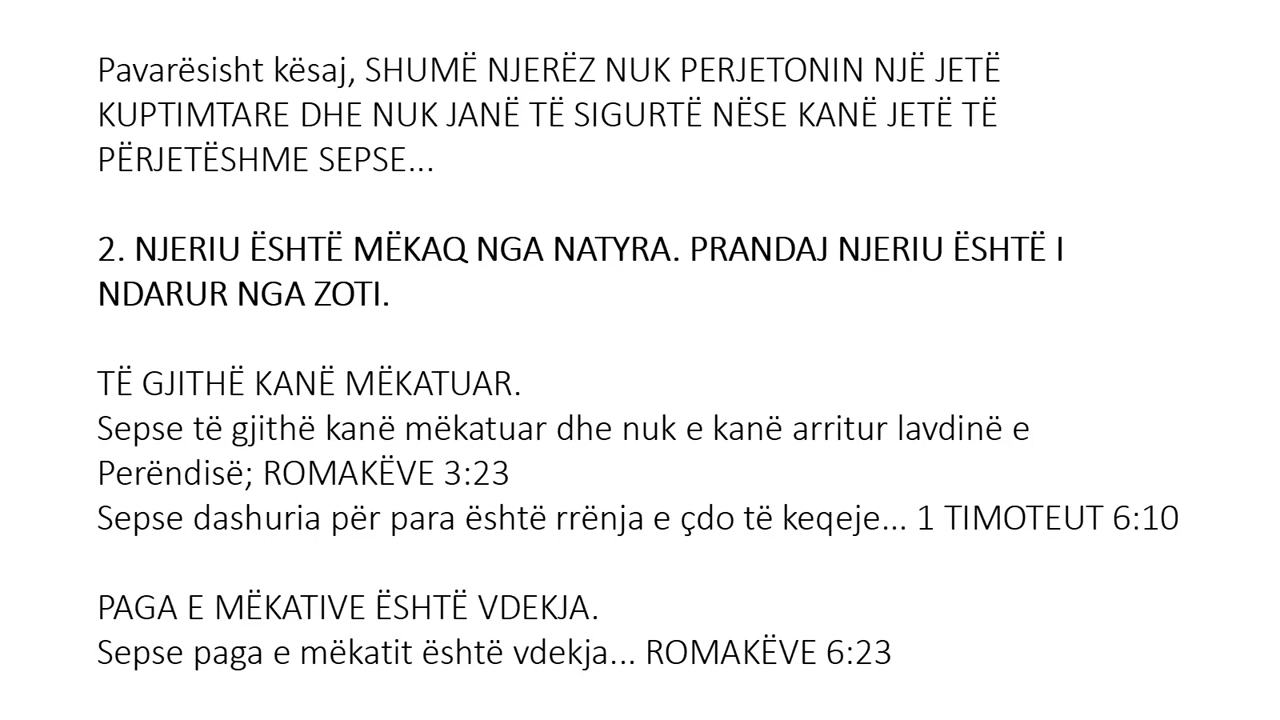 Pavarësisht kësaj, SHUMË NJERËZ NUK PERJETONIN NJË JETË
KUPTIMTARE DHE NUK JANË TË SIGURTË NËSE KANË JETË TË
PËRJETËSHME SEPSE...
2. NJERIU ËSHTË MËKAQ NGA NATYRA. PRANDAJ NJERIU ËSHTË I
NDARUR NGA ZOTI.
TË GJITHË KANË MËKATUAR.
Sepse të gjithë kanë mëkatuar dhe nuk e kanë arritur lavdinë e
Perëndisë; ROMAKËVE 3:23
Sepse dashuria për para është rrënja e çdo të keqeje... 1 TIMOTEUT 6:10
PAGA E MËKATIVE ËSHTË VDEKJA.
Sepse paga e mëkatit është vdekja... ROMAKËVE 6:23